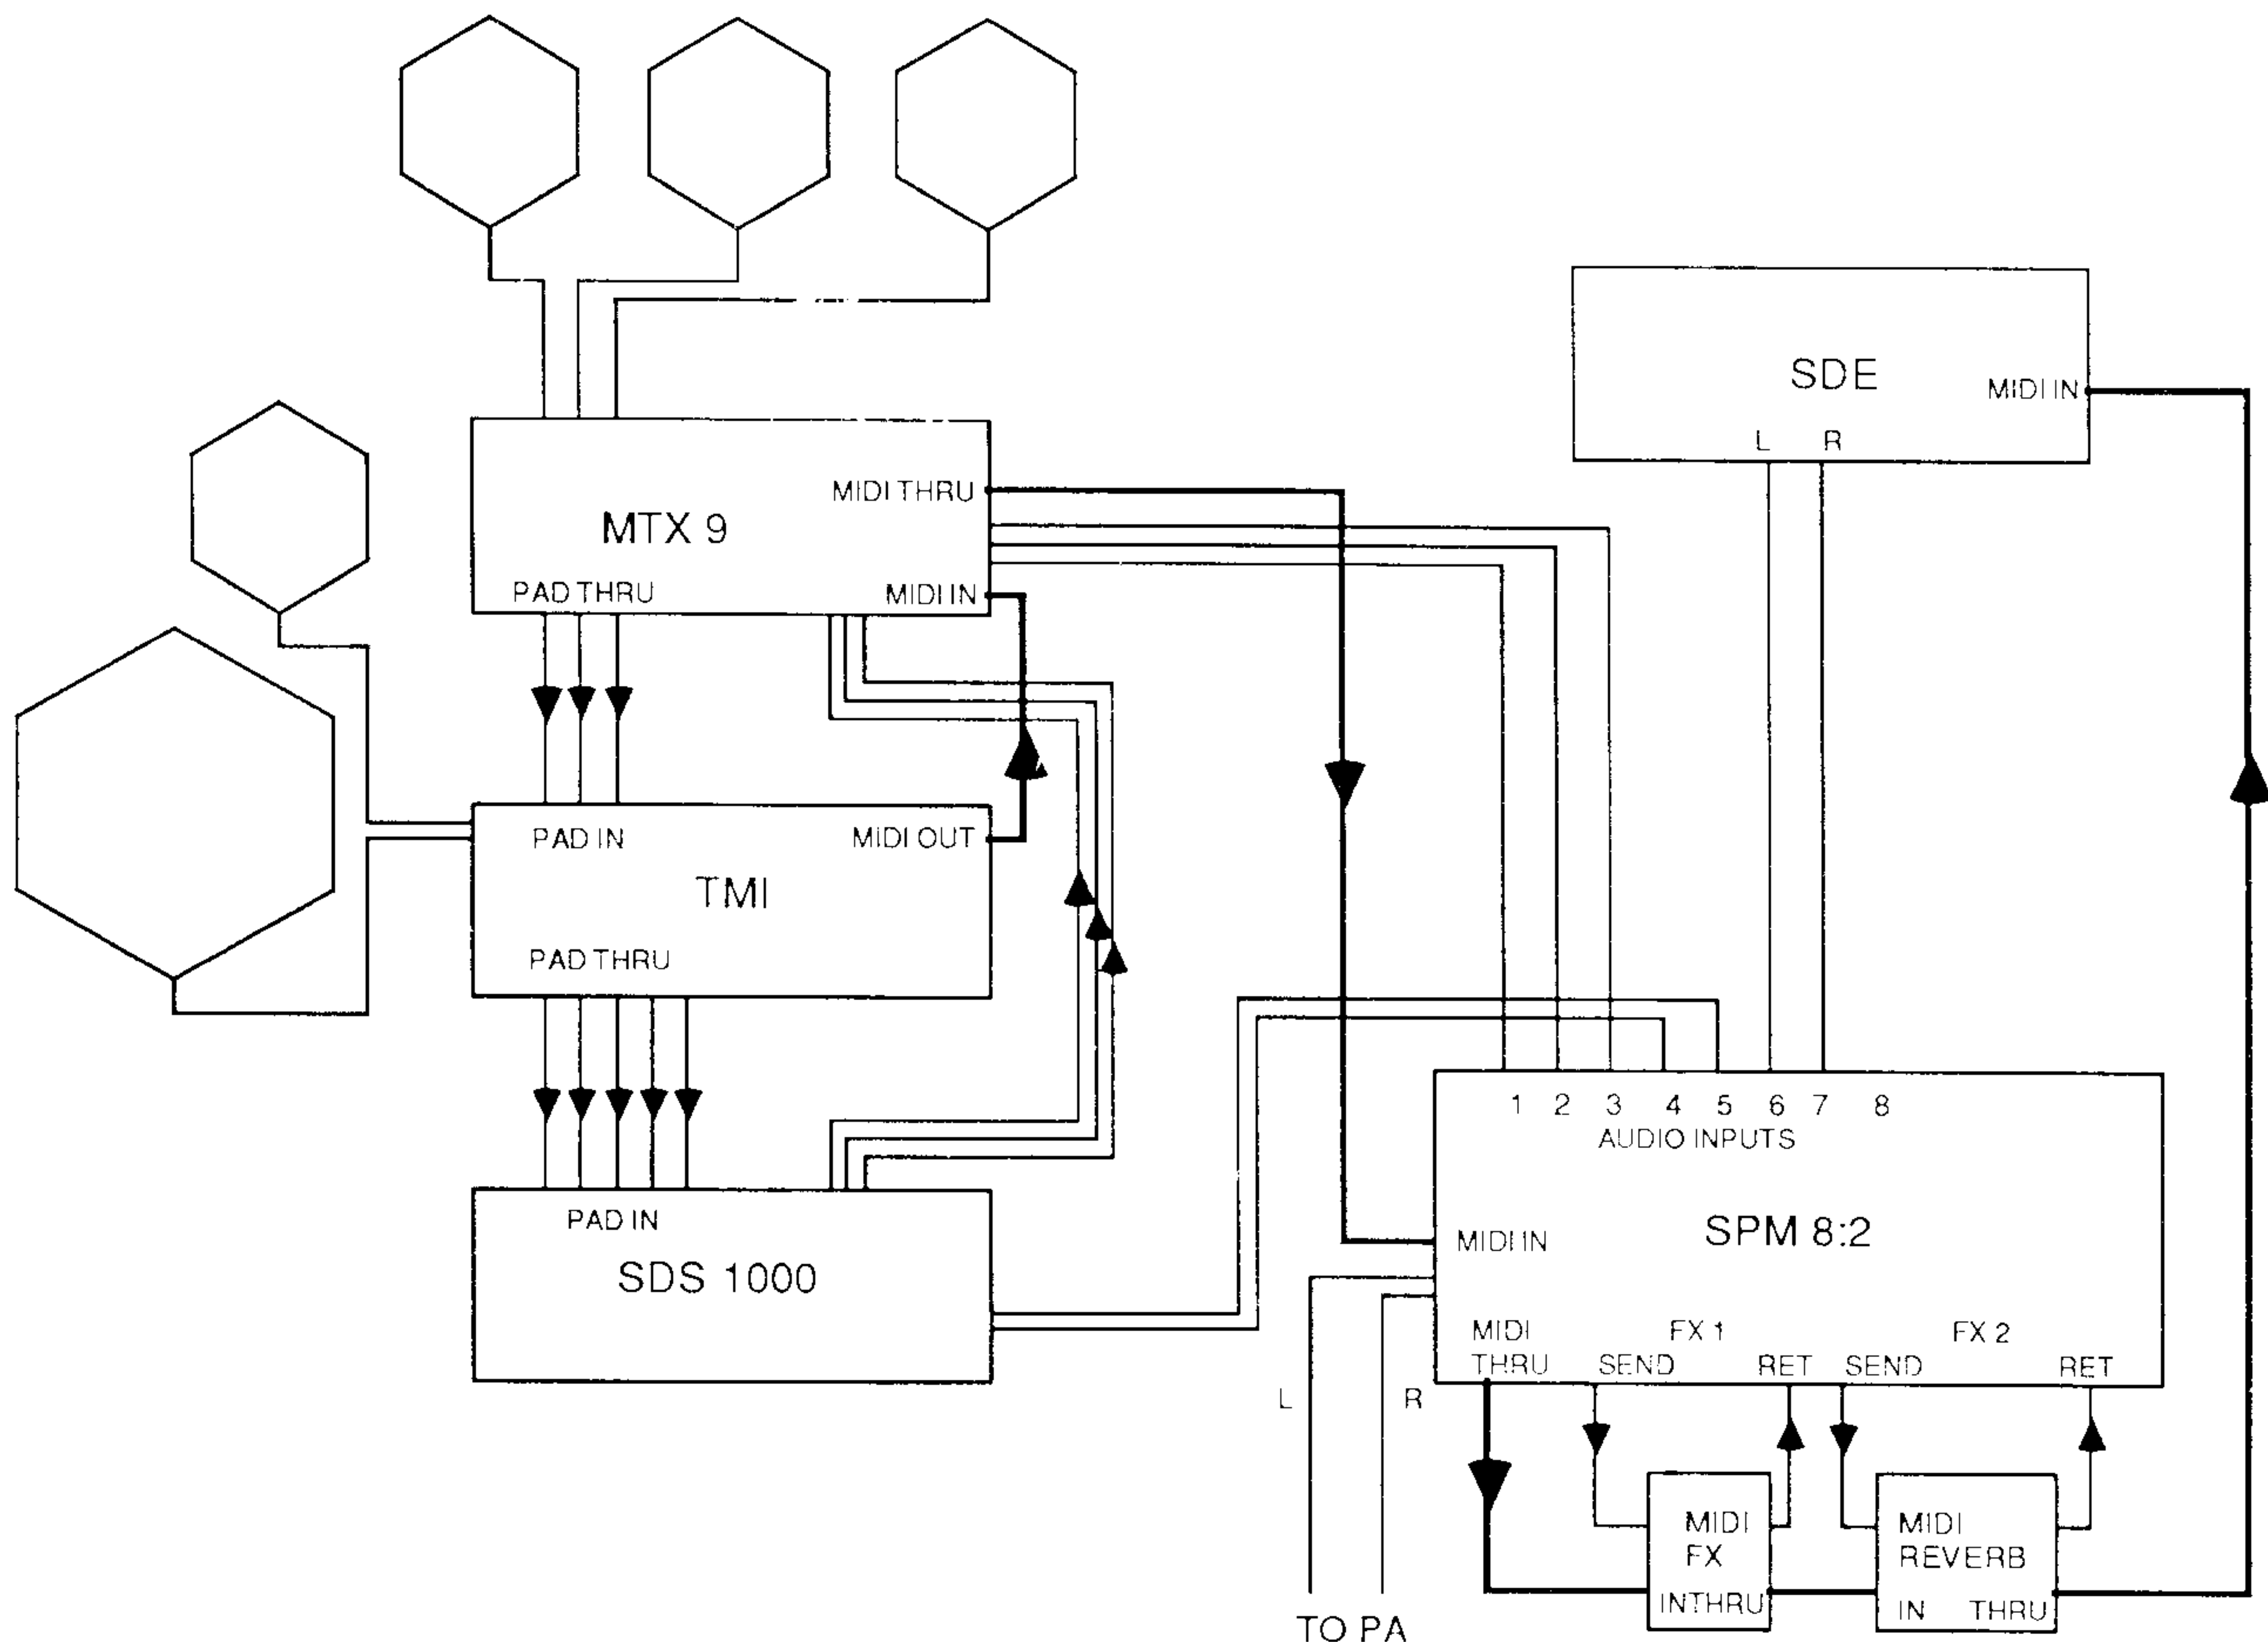 SDE
MIDI IN
L R
MIDI THRU
MTX 9
PAD THRU
MIDI IN
PAD IN
MIDI OUT
TMI
PAD THRU
PAD IN
SDS 1000
1 2 3 4 5 6 7 8
AUDIO INPUTS
SPM 8:2
MIDI IN
MIDI
THRU
FX 1
SEND
RET
FX 2
SEND
RET
L
R
TO PA
MIDI
FX
IN THRU
MIDI
REVERB
IN THRU